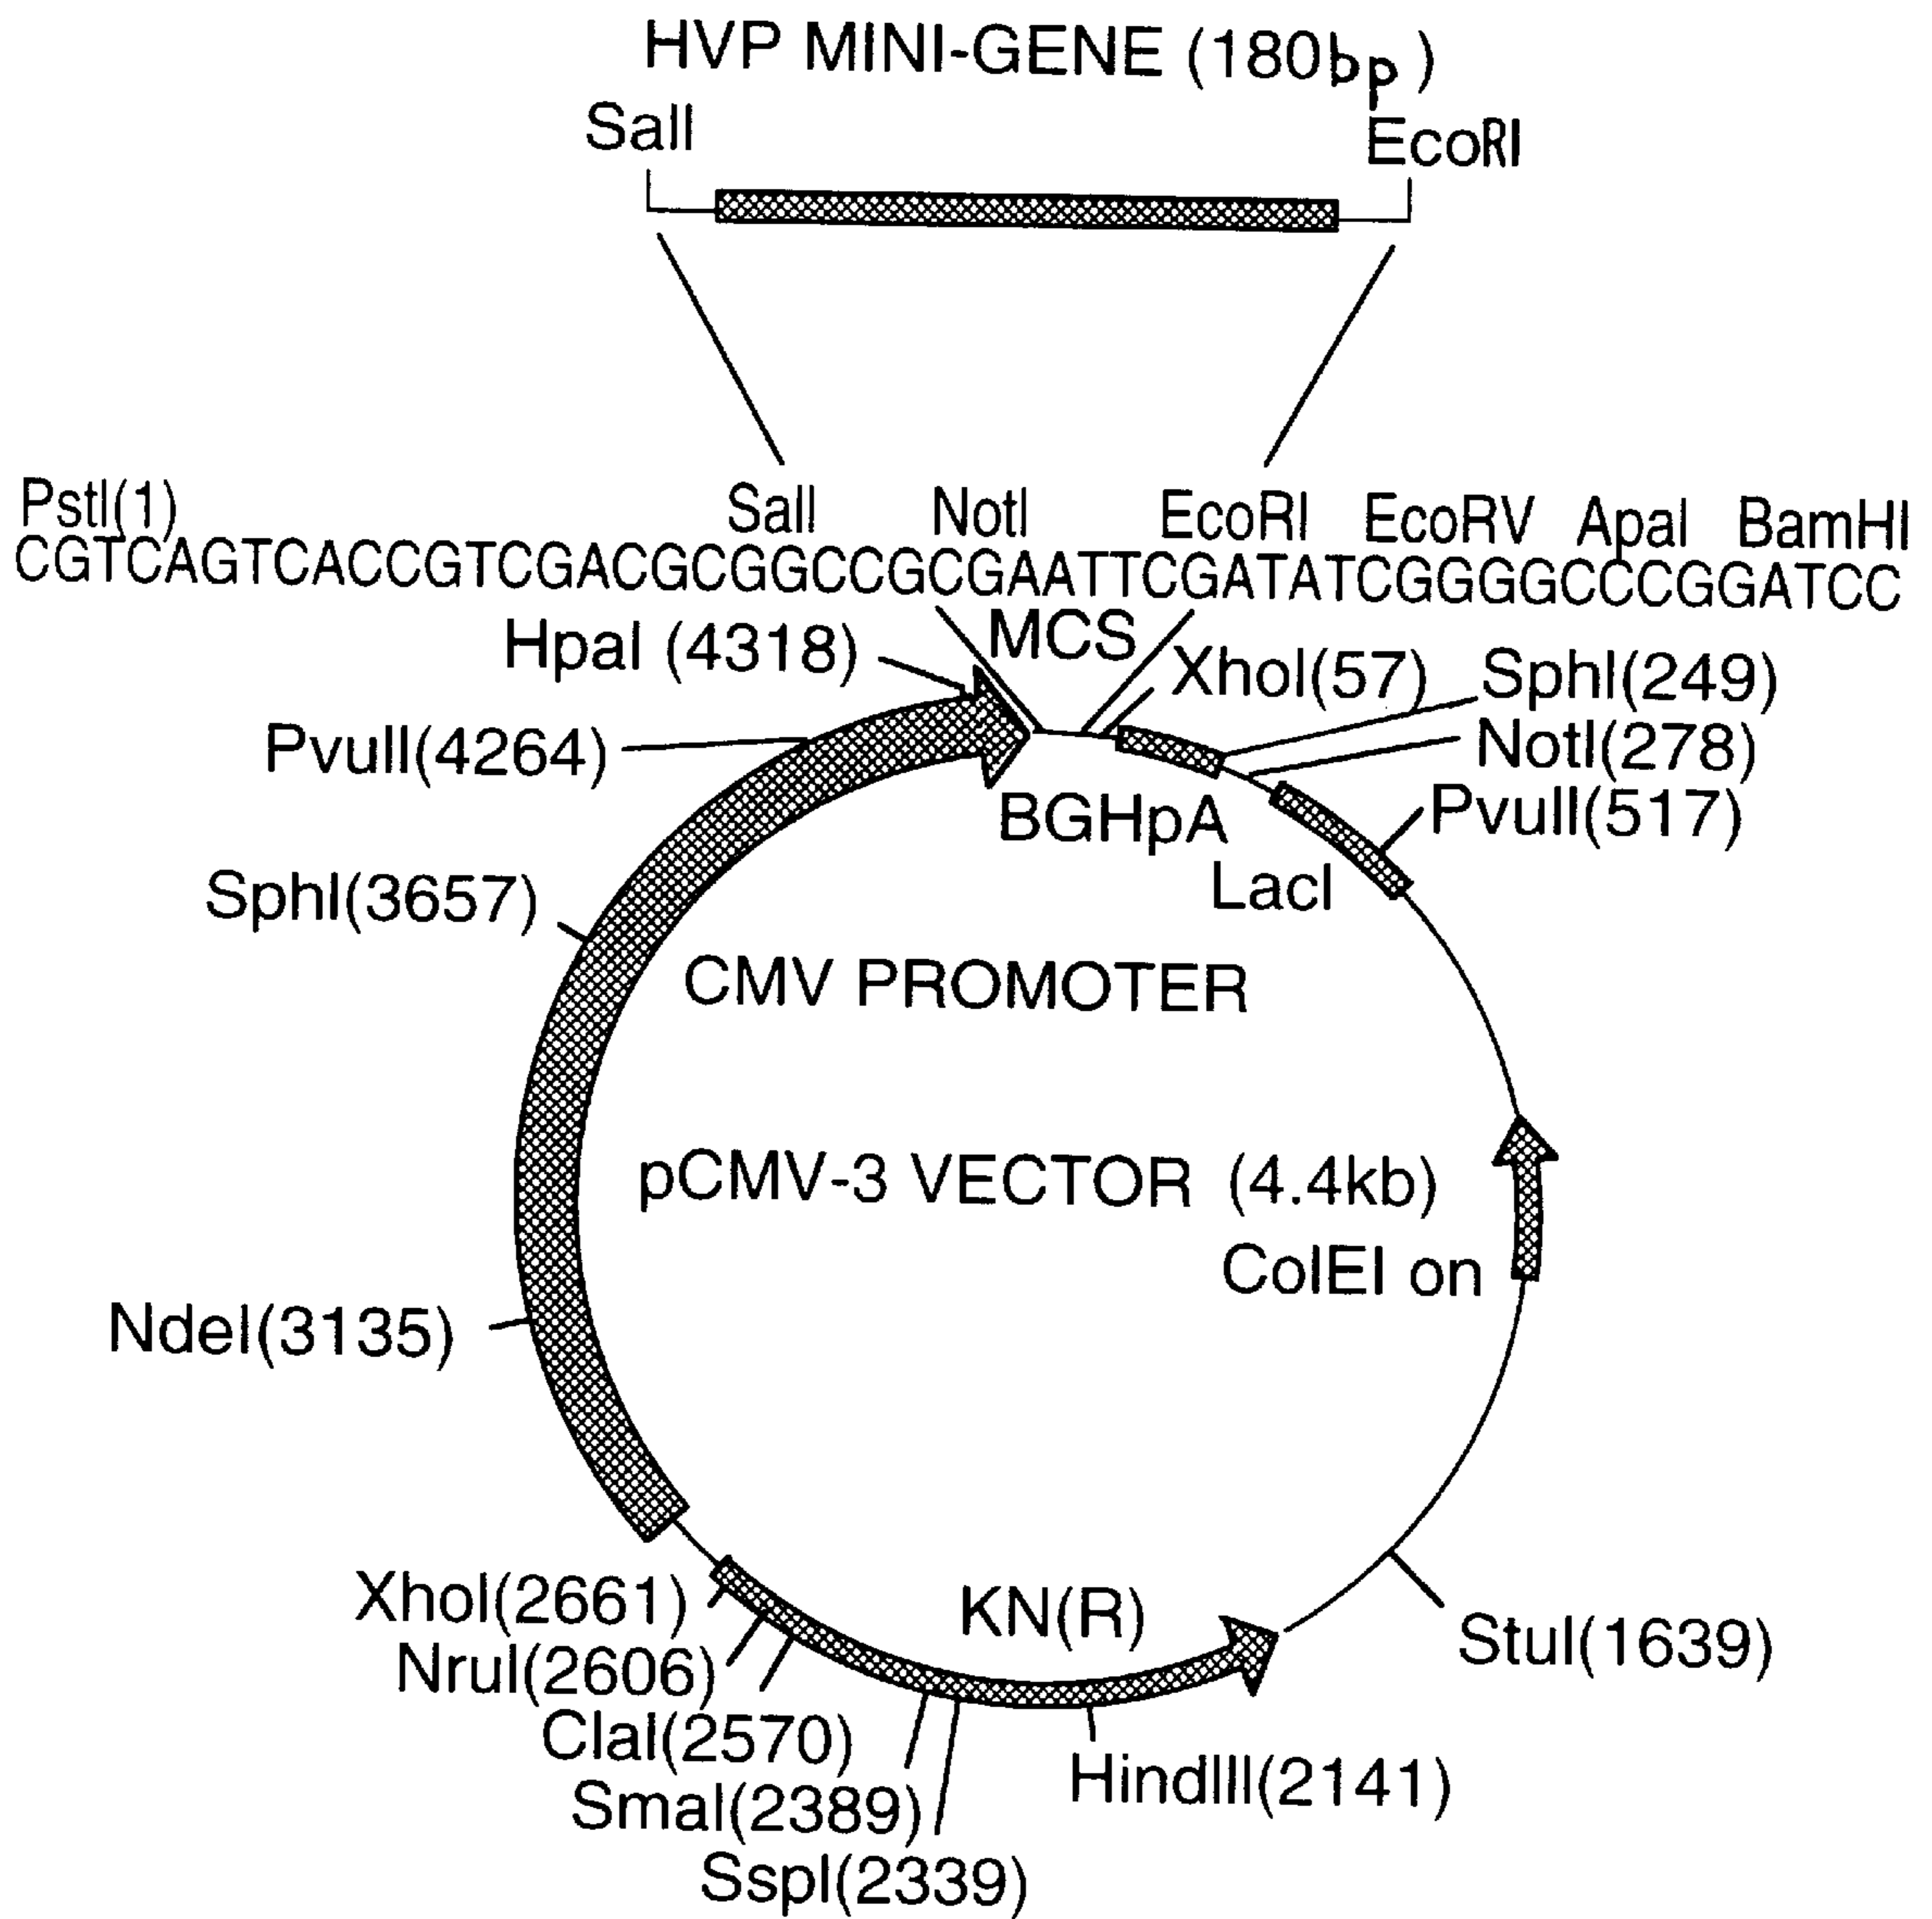 HVP MINI-GENE (180bp)
SalI EcoRI
PstI(1) SalI NotI EcoRI EcoRV ApaI BamHI
CGTCAGTCACCGTCGACGCGGCCGCGAATTCGATATCGGGGCCCGGATCC
MCS
HpaI (4318)
XhoI(57)
SphI(249)
PvuII(4264)
NotI(278)
BGHpA
PvuII(517)
LacI
SphI(3657)
CMV PROMOTER
pCMV-3 VECTOR (4.4kb)
ColEI on
NdeI(3135)
XhoI(2661)
KN(R)
StuI(1639)
NruI(2606)
ClaI(2570)
HindIII(2141)
SmaI(2389)
SspI(2339)